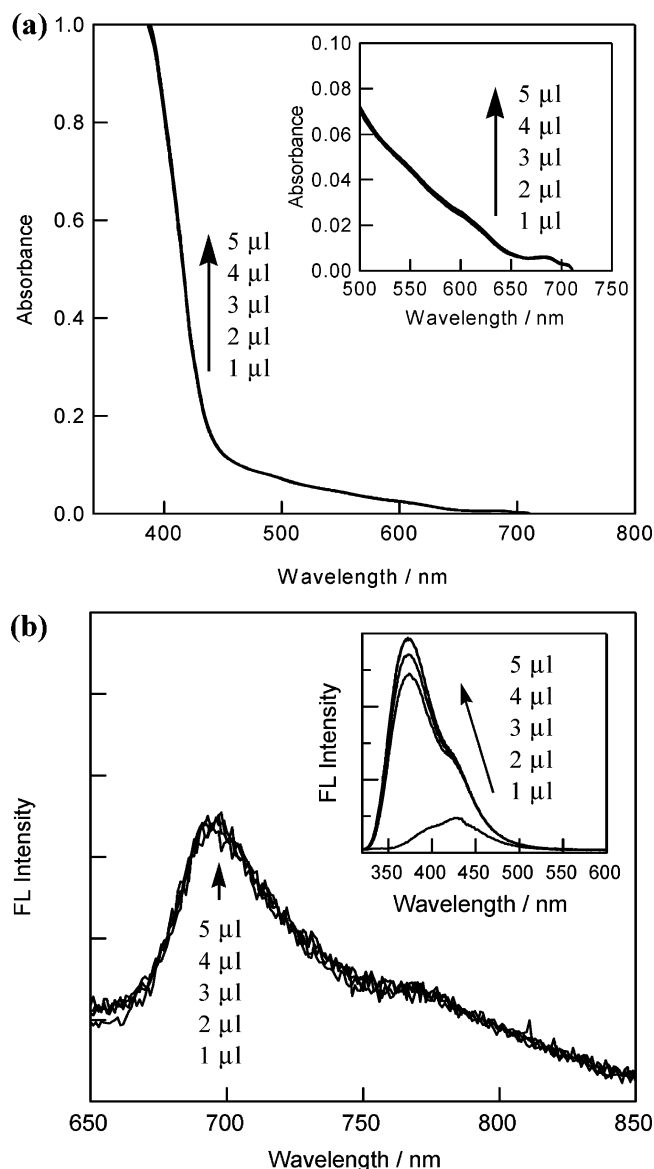 (a)
1.0
0.8
0.6
0.4
0.2
0.0
Absorbance
400
500
600
700
800
Wavelength / nm
5 µl
4 µl
3 µl
2 µl
1 µl
0.10
0.08
0.06
0.04
0.02
0.00
Absorbance
500
550
600
650
700
750
Wavelength / nm
5 µl
4 µl
3 µl
2 µl
1 µl
(b)
FL Intensity
5 µl
4 µl
3 µl
2 µl
1 µl
650
700
750
800
850
Wavelength / nm
FL Intensity
5 µl
4 µl
3 µl
2 µl
1 µl
350
400
450
500
550
600
Wavelength / nm